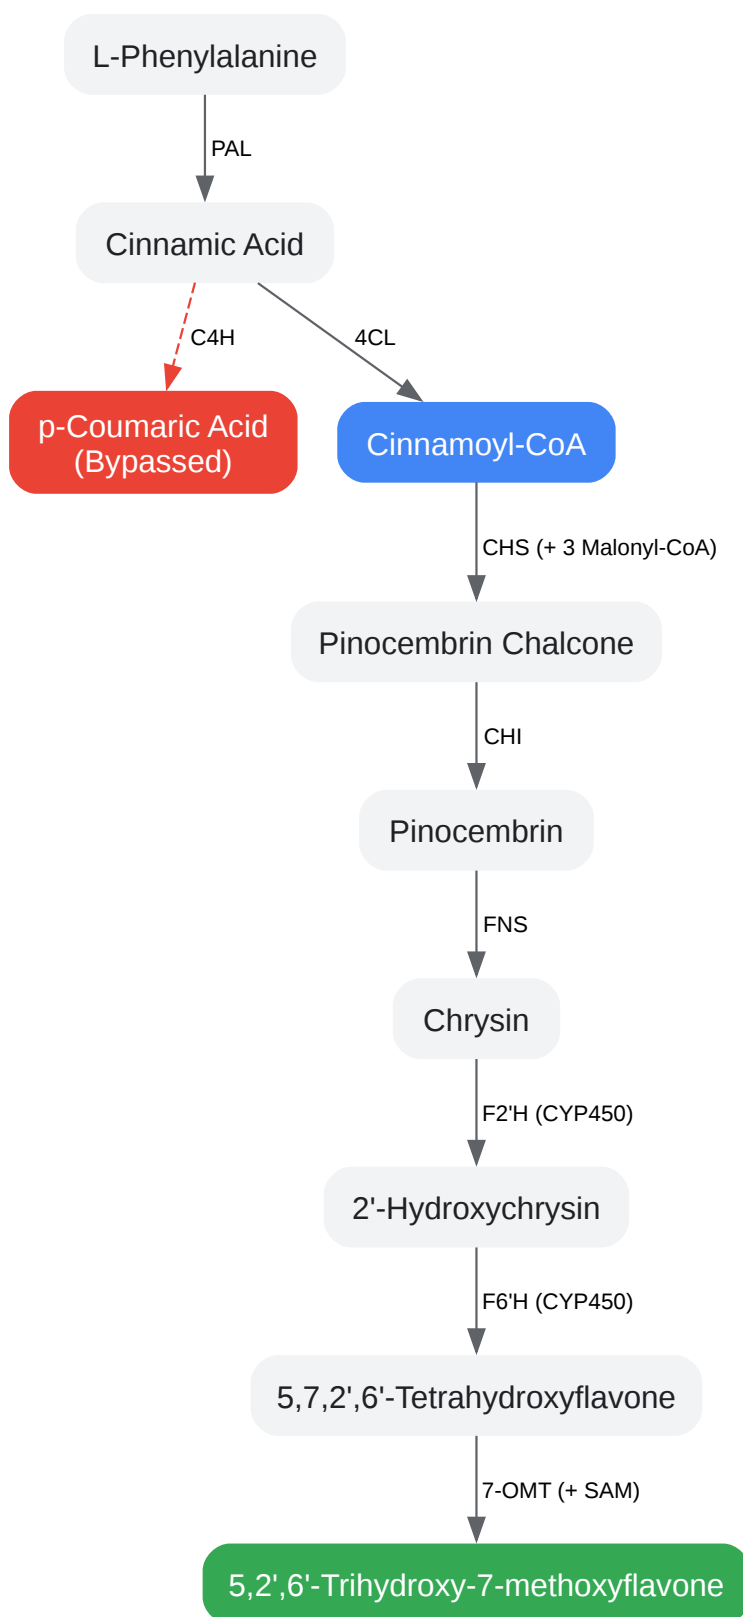 L-Phenylalanine
PAL
Cinnamic Acid
C4H
4CL
p-Coumaric Acid
(Bypassed)
Cinnamoyl-CoA
CHS (+ 3 Malonyl-CoA)
Pinocembrin Chalcone
CHI
Pinocembrin
FNS
Chrysin
F2'H (CYP450)
2'-Hydroxychrysin
F6'H (CYP450)
5,7,2',6'-Tetrahydroxyflavone
7-OMT (+ SAM)
5,2',6'-Trihydroxy-7-methoxyflavone